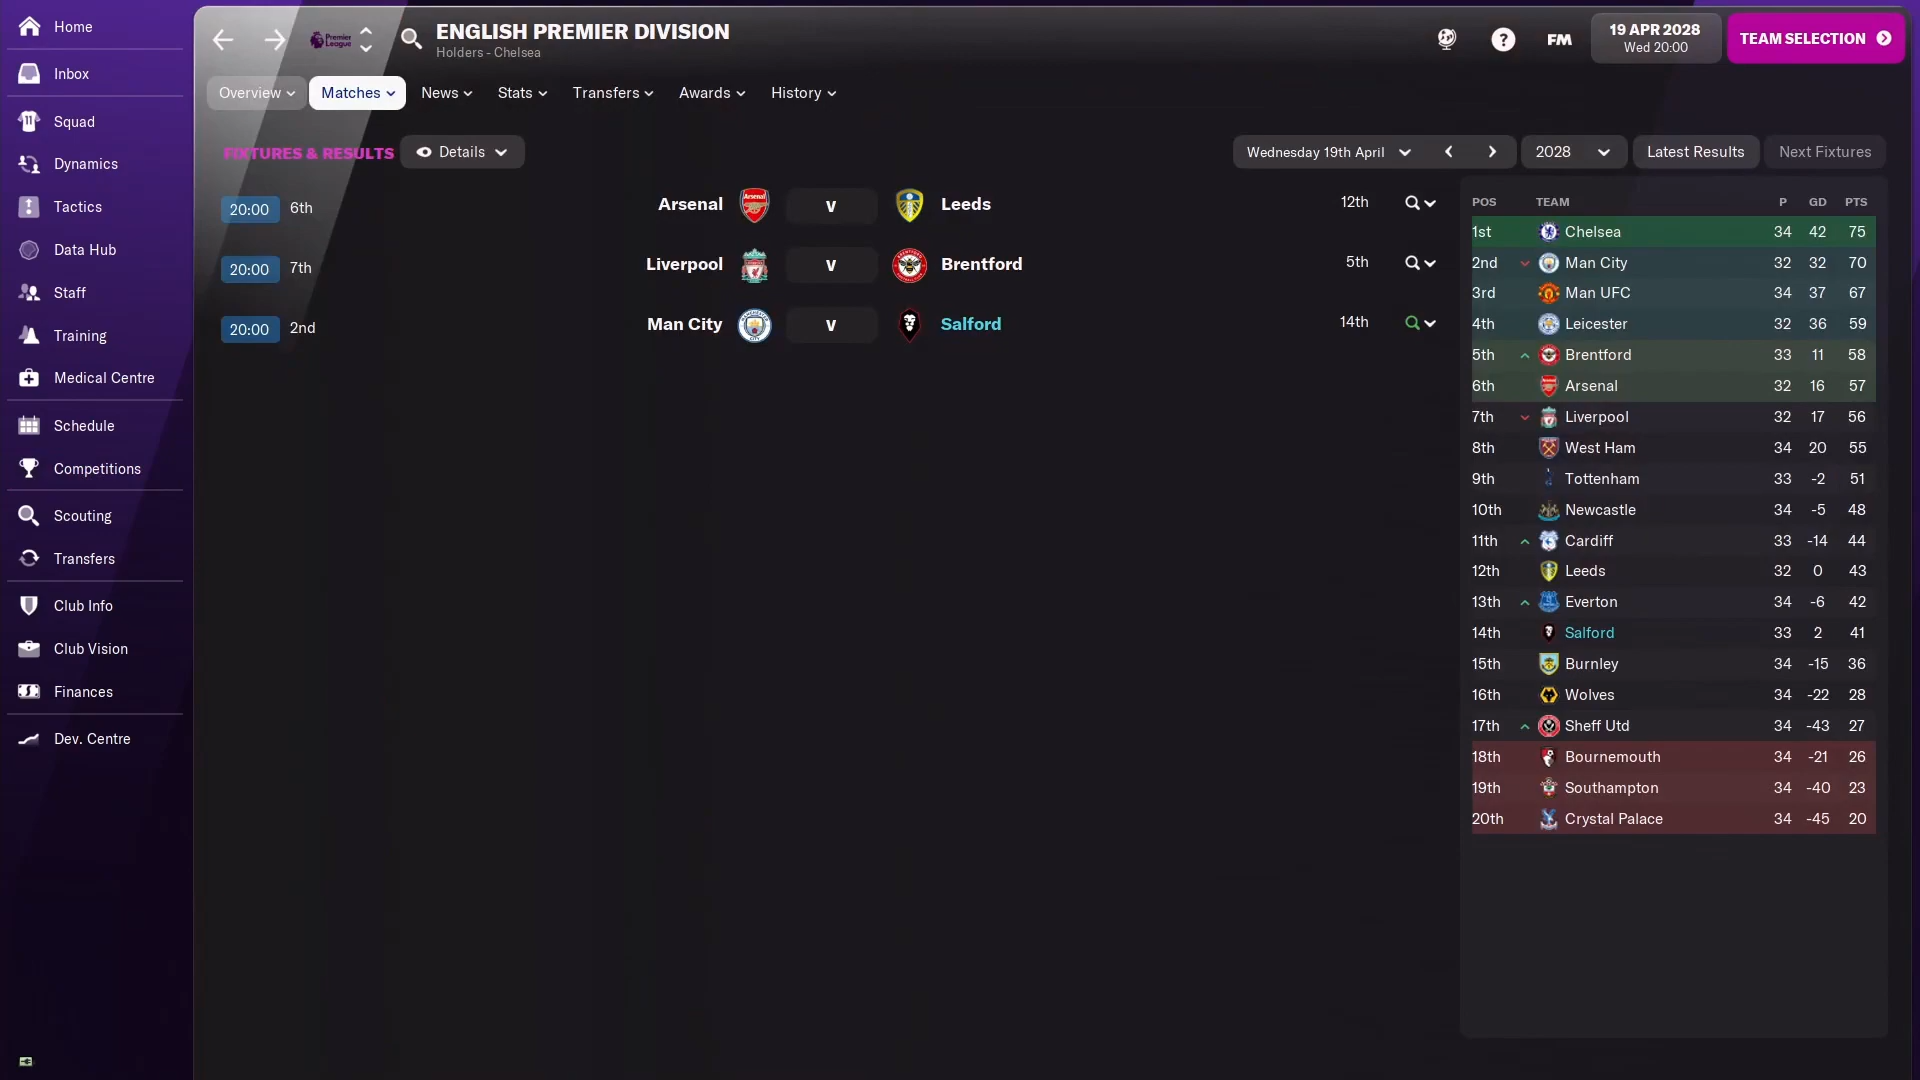 Home
Inbox
Squad
Dynamics
Tactics
Data Hub
Staff
Training
Medical Centre
Schedule
Competitions
Scouting
Transfers
Club Info
Club Vision
Finances
Dev. Centre
Premier League
ENGLISH PREMIER DIVISION
Holders - Chelsea
FM
19 APR 2028
Wed 20:00
TEAM SELECTION
Overview Matches News Stats Transfers Awards History
FIXTURES & RESULTS Details
Wednesday 19th April 2028 Latest Results Next Fixtures
20:00 6th Arsenal v Leeds 12th
20:00 7th Liverpool v Brentford 5th
20:00 2nd Man City v Salford 14th
POS TEAM P GD PTS
1st Chelsea 34 42 75
2nd Man City 32 32 70
3rd Man UFC 34 37 67
4th Leicester 32 36 59
5th Brentford 33 11 58
6th Arsenal 32 16 57
7th Liverpool 32 17 56
8th West Ham 34 20 55
9th Tottenham 33 -2 51
10th Newcastle 34 -5 48
11th Cardiff 33 -14 44
12th Leeds 32 0 43
13th Everton 34 -6 42
14th Salford 33 2 41
15th Burnley 34 -15 36
16th Wolves 34 -22 28
17th Sheff Utd 34 -43 27
18th Bournemouth 34 -21 26
19th Southampton 34 -40 23
20th Crystal Palace 34 -45 20